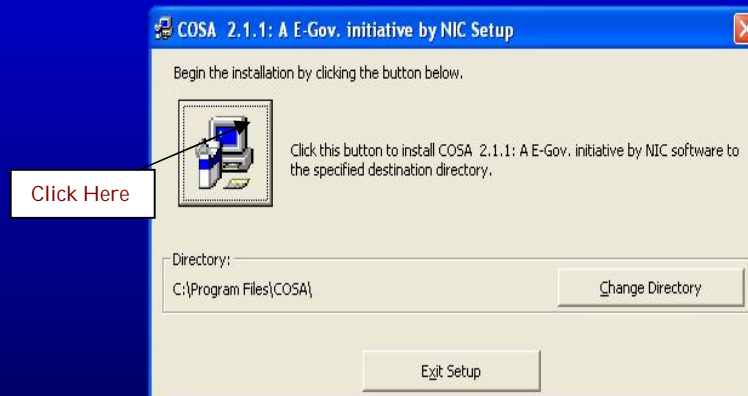 COSA 2.1.1: A E-Gov. initiative by NIC Setup
Begin the installation by clicking the button below.
Click this button to install COSA 2.1.1: A E-Gov. initiative by NIC software to
the specified destination directory.
Click Here
Directory:
C:\Program Files\COSA\
Change Directory
Exit Setup